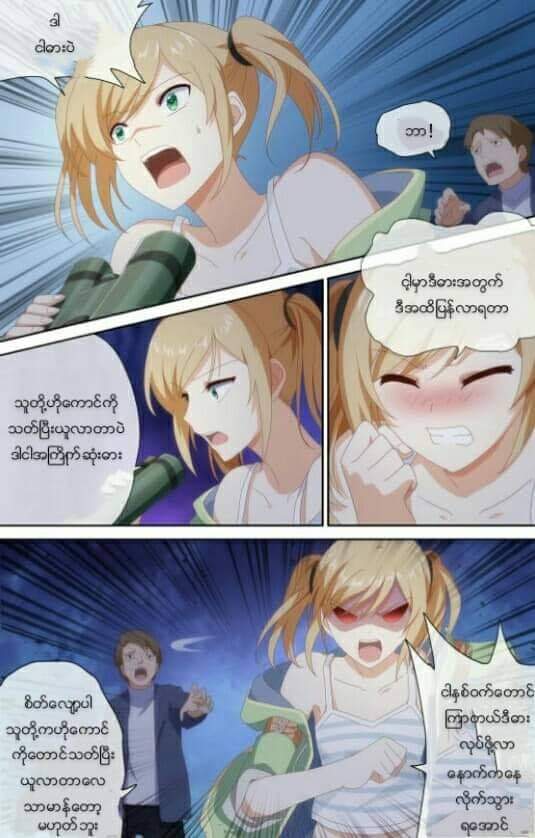 ဒါ
ငါ့ဓားပဲ
ဘာ!
ငါ့မှာဒီဓားအတွက်
ဒီအထိပြန်လာရတာ
သူတို့ဟိုကောင်ကို
သတ်ပြီးယူလာတာပဲ
ဒါငါအကြိုက်ဆုံးဓား
စိတ်လျော့ပါ
သူတို့ကဟိုကောင်
ကိုတောင်သတ်ပြီး
ယူလာတာလေ
သာမာန်တော့
မဟုတ်ဘူး
ငါနှစ်ဝက်တောင်
ကြာတယ်ဒီဓား
လုပ်ဖို့လာ
နောက်ကနေ
လိုက်သွား
ရအောင်